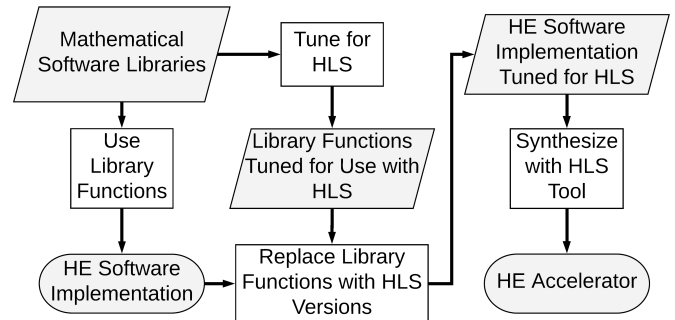 Mathematical
Software Libraries
Tune for
HLS
HE Software
Implementation
Tuned for HLS
Use
Library
Functions
Library Functions
Tuned for Use with
HLS
Synthesize
with HLS
Tool
HE Software
Implementation
Replace Library
Functions with HLS
Versions
HE Accelerator